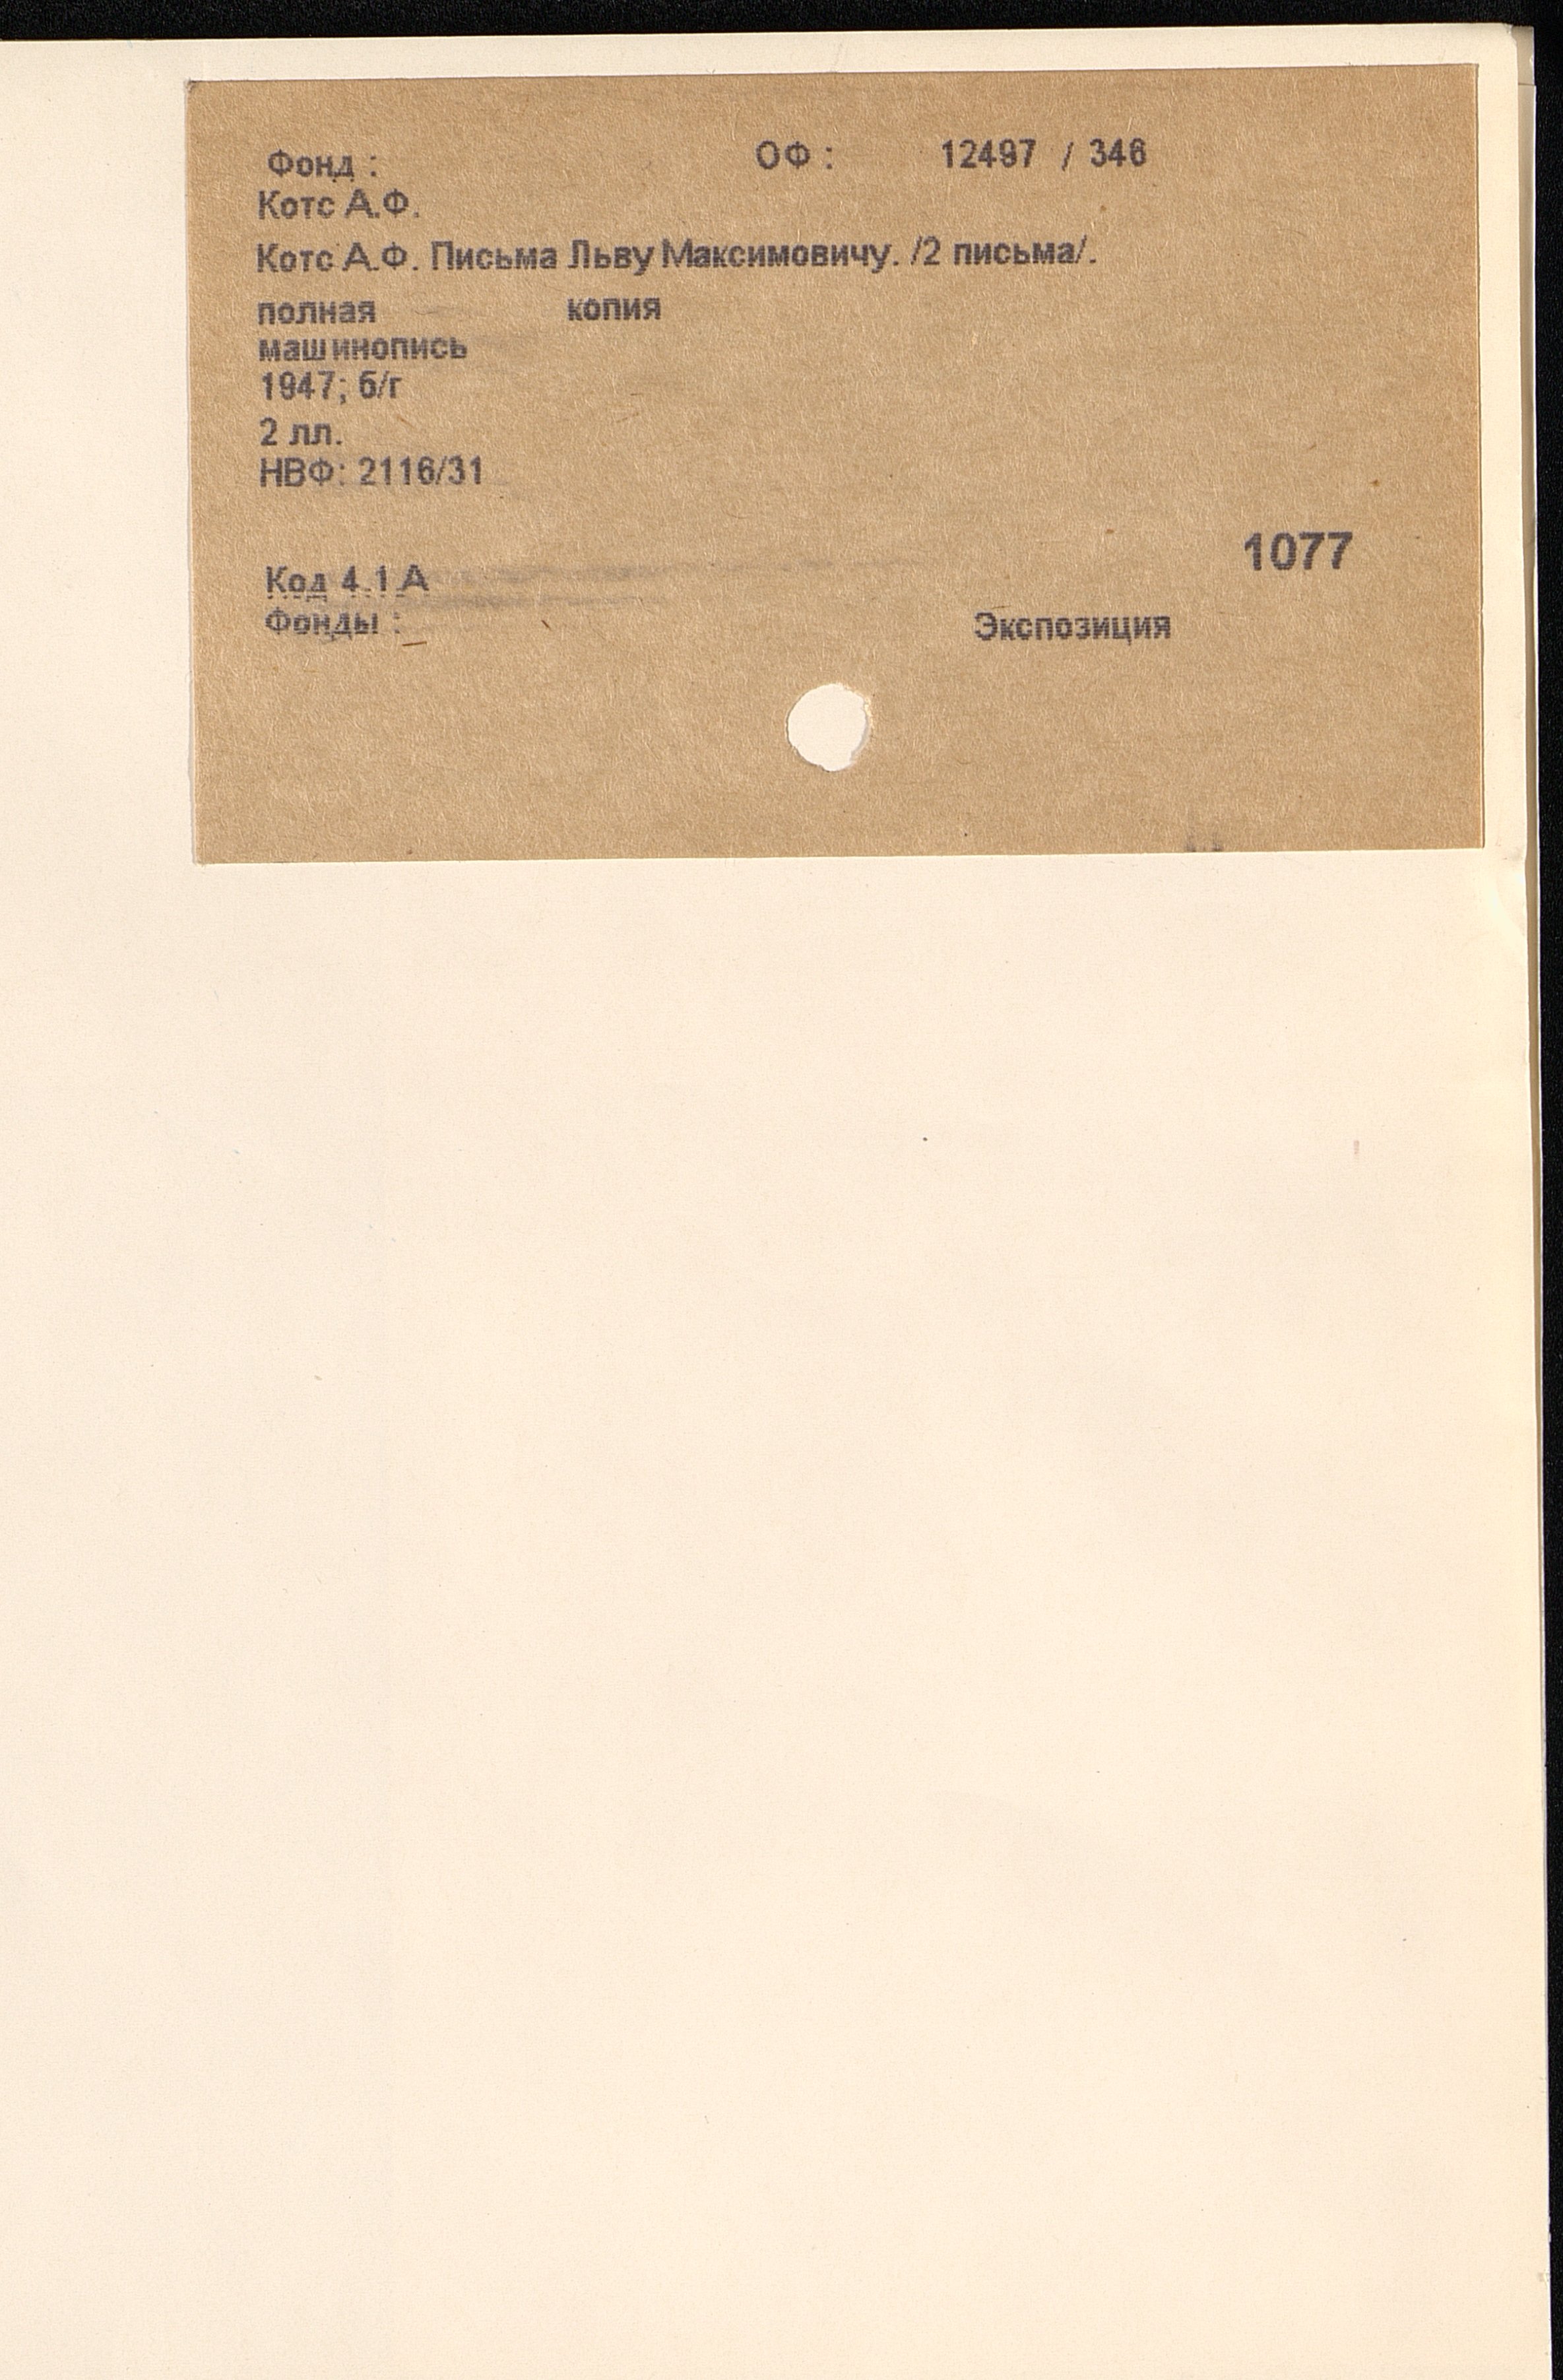 Фонд : ОФ : 12497 / 346
Котс А.Ф.
Котс А.Ф. Письма Льву Максимовичу. /2 письма/.
полная копия
машинопись
1947; б/г
2 лл.
НВФ: 2116/31
1077
Код 4.1 А
Фонды : Экспозиция